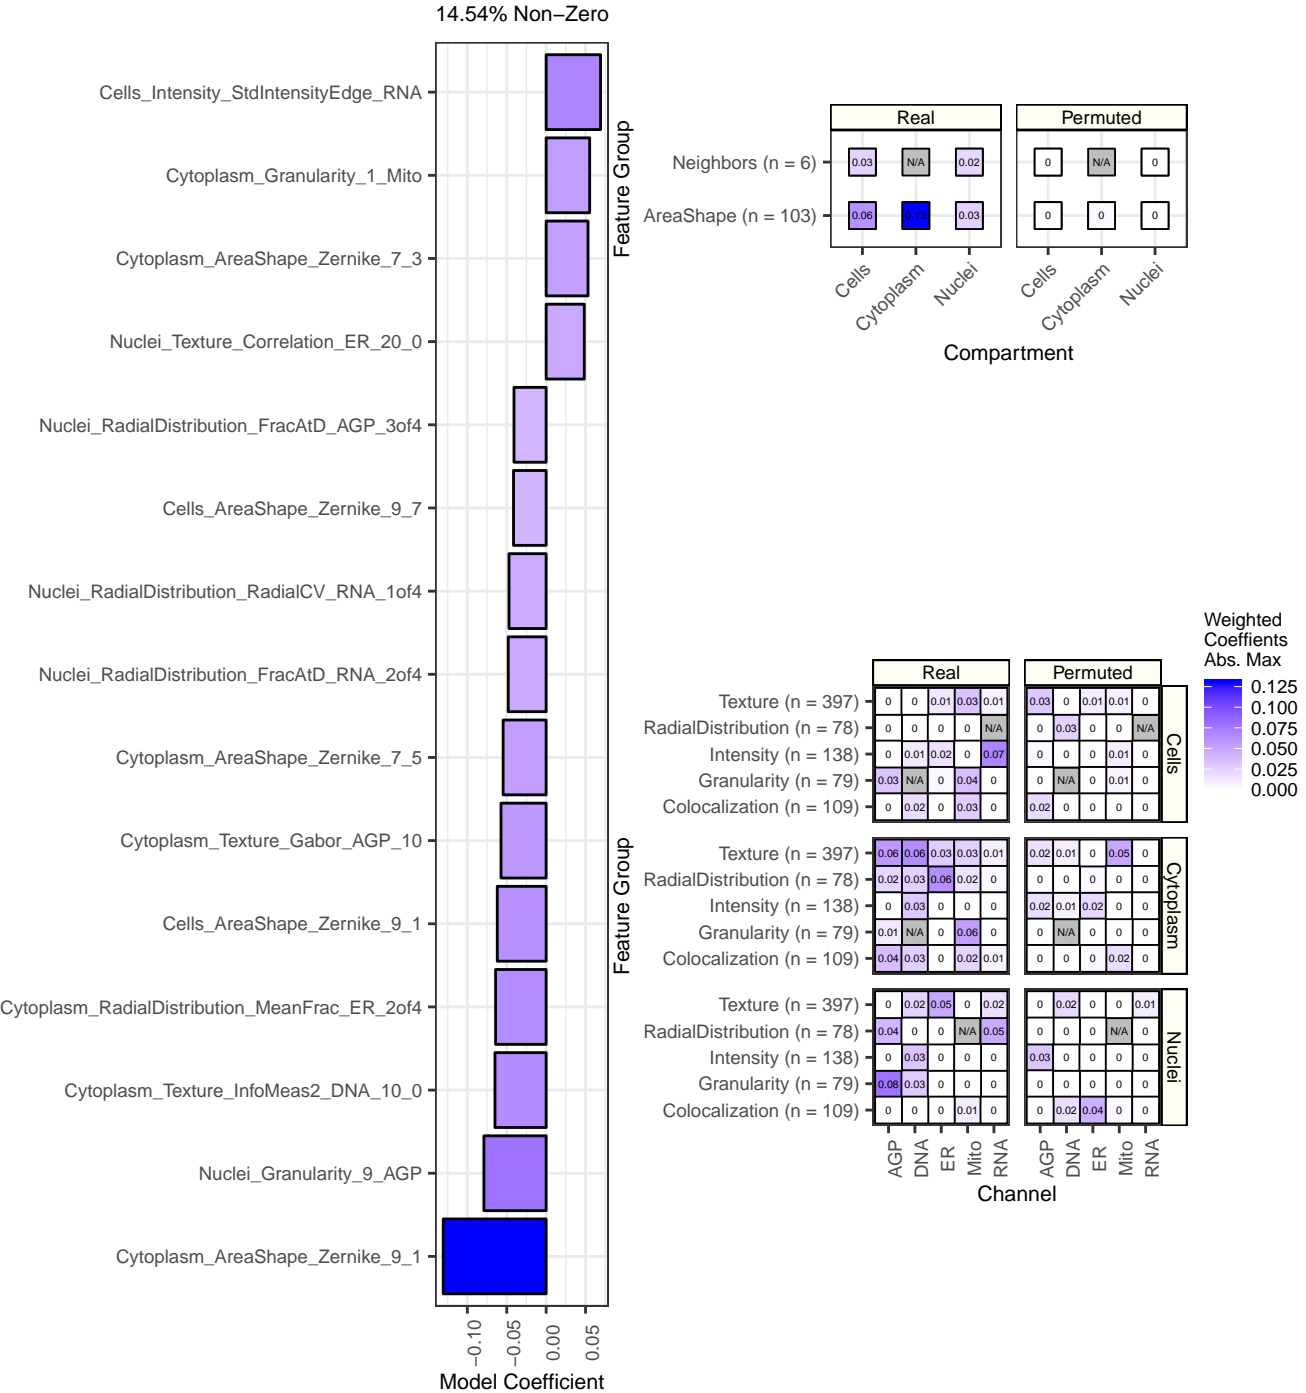 14.54% Non−Zero
Cells_Intensity_StdIntensityEdge_RNA
Cytoplasm_Granularity_1_Mito
Cytoplasm_AreaShape_Zernike_7_3
Nuclei_Texture_Correlation_ER_20_0
Nuclei_RadialDistribution_FracAtD_AGP_3of4
Cells_AreaShape_Zernike_9_7
Nuclei_RadialDistribution_RadialCV_RNA_1of4
Nuclei_RadialDistribution_FracAtD_RNA_2of4
Cytoplasm_AreaShape_Zernike_7_5
Cytoplasm_Texture_Gabor_AGP_10
Cells_AreaShape_Zernike_9_1
Cytoplasm_RadialDistribution_MeanFrac_ER_2of4
Cytoplasm_Texture_InfoMeas2_DNA_10_0
Nuclei_Granularity_9_AGP
Cytoplasm_AreaShape_Zernike_9_1
−0.10 −0.05 0.00 0.05
Model Coefficient
Feature Group
Real Permuted
Neighbors (n = 6) 0.03 N/A 0.02 0 N/A 0
AreaShape (n = 103) 0.06 0.13 0.03 0 0 0
Cells Cytoplasm Nuclei Cells Cytoplasm Nuclei
Compartment
Feature Group
Real Permuted
Texture (n = 397) 0 0 0.01 0.03 0.01 0.03 0 0.01 0.01 0
RadialDistribution (n = 78) 0 0 0 0 N/A 0 0.03 0 0 N/A
Intensity (n = 138) 0 0.01 0.02 0 0.07 0 0 0 0.01 0
Granularity (n = 79) 0.03 N/A 0 0.04 0 0 N/A 0 0.01 0
Colocalization (n = 109) 0 0.02 0 0.03 0 0.02 0 0 0 0
Cells
Texture (n = 397) 0.06 0.06 0.03 0.03 0.01 0.02 0.01 0 0.05 0
RadialDistribution (n = 78) 0.02 0.03 0.06 0.02 0 0 0 0 0 0
Intensity (n = 138) 0 0.03 0 0 0 0.02 0.01 0.02 0 0
Granularity (n = 79) 0.01 N/A 0 0.06 0 0 N/A 0 0 0
Colocalization (n = 109) 0.04 0.03 0 0.02 0.01 0 0 0 0.02 0
Cytoplasm
Texture (n = 397) 0 0.02 0.05 0 0.02 0 0.02 0 0 0.01
RadialDistribution (n = 78) 0.04 0 0 N/A 0.05 0 0 0 N/A 0
Intensity (n = 138) 0 0.03 0 0 0 0.03 0 0 0 0
Granularity (n = 79) 0.08 0.03 0 0 0 0 0 0 0 0
Colocalization (n = 109) 0 0 0 0.01 0 0 0.02 0.04 0 0
Nuclei
AGP DNA ER Mito RNA AGP DNA ER Mito RNA
Channel
Weighted
Coeffients
Abs. Max
0.125
0.100
0.075
0.050
0.025
0.000